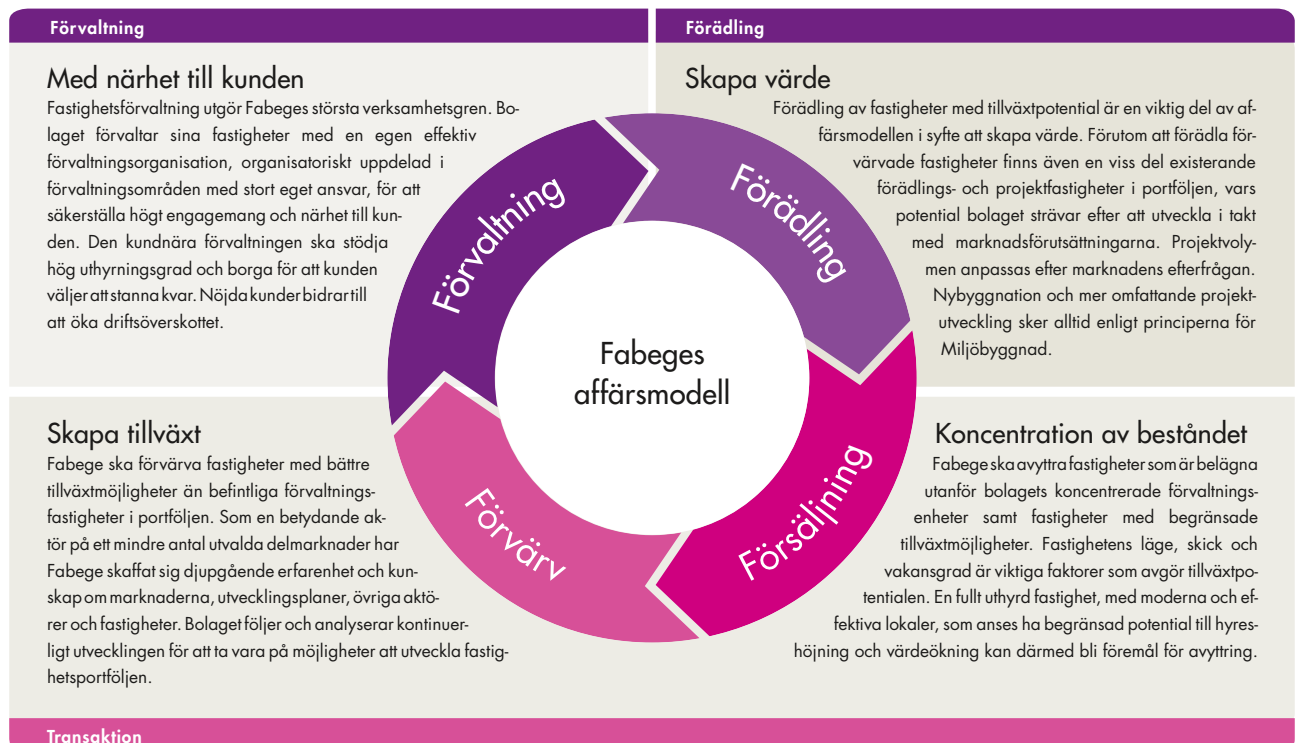 Förvaltning
Med närhet till kunden
Fastighetsförvaltning utgör Fabeges största verksamhetsgren. Bo-
laget förvaltar sina fastigheter med en egen effektiv
förvaltningsorganisation, organisatoriskt uppdelad i
förvaltningsområden med stort eget ansvar, för att
säkerställa högt engagemang och närhet till kun-
den. Den kundnära förvaltningen ska stödja
hög uthyrningsgrad och borga för att kunden
väljer att stanna kvar. Nöjda kunder bidrar till
att öka driftsöverskottet.
Förädling
Skapa värde
Förädling av fastigheter med tillväxtpotential är en viktig del av af-
färsmodellen i syfte att skapa värde. Förutom att förädla för-
värvade fastigheter finns även en viss del existerande
förädlings- och projektfastigheter i portföljen, vars
potential bolaget strävar efter att utveckla i takt
med marknadsförutsättningarna. Projektvoly-
men anpassas efter marknadens efterfrågan.
Nybyggnation och mer omfattande projekt-
utveckling sker alltid enligt principerna för
Miljöbyggnad.
Förvaltning
Förädling
Fabeges
affärsmodell
Förvärv
Försäljning
Skapa tillväxt
Fabege ska förvärva fastigheter med bättre
tillväxtmöjligheter än befintliga förvaltnings-
fastigheter i portföljen. Som en betydande ak-
tör på ett mindre antal utvalda delmarknader har
Fabege skaffat sig djupgående erfarenhet och kun-
skap om marknaderna, utvecklingsplaner, övriga aktö-
rer och fastigheter. Bolaget följer och analyserar kontinuer-
ligt utvecklingen för att ta vara på möjligheter att utveckla fastig-
hetsportföljen.
Koncentration av beståndet
Fabege ska avyttra fastigheter som är belägna
utanför bolagets koncentrerade förvaltnings-
enheter samt fastigheter med begränsade
tillväxtmöjligheter. Fastighetens läge, skick och
vakansgrad är viktiga faktorer som avgör tillväxtpo-
tentialen. En fullt uthyrd fastighet, med moderna och ef-
fektiva lokaler, som anses ha begränsad potential till hyres-
höjning och värdeökning kan därmed bli föremål för avyttring.
Transaktion